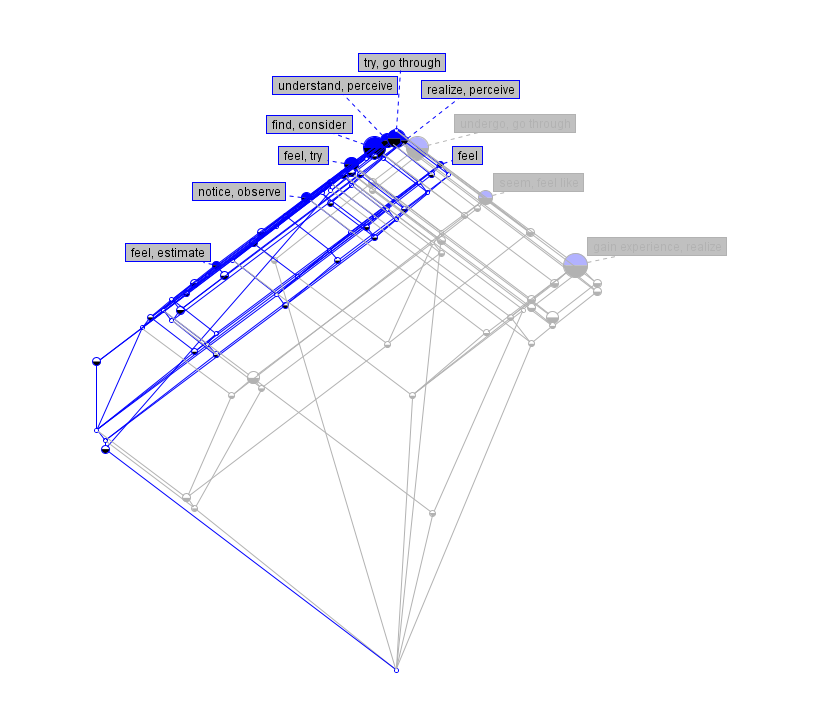 try, go through
understand, perceive
realize, perceive
find, consider
undergo, go through
feel, try
feel
seem, feel like
notice, observe
gain experience, realize
feel, estimate